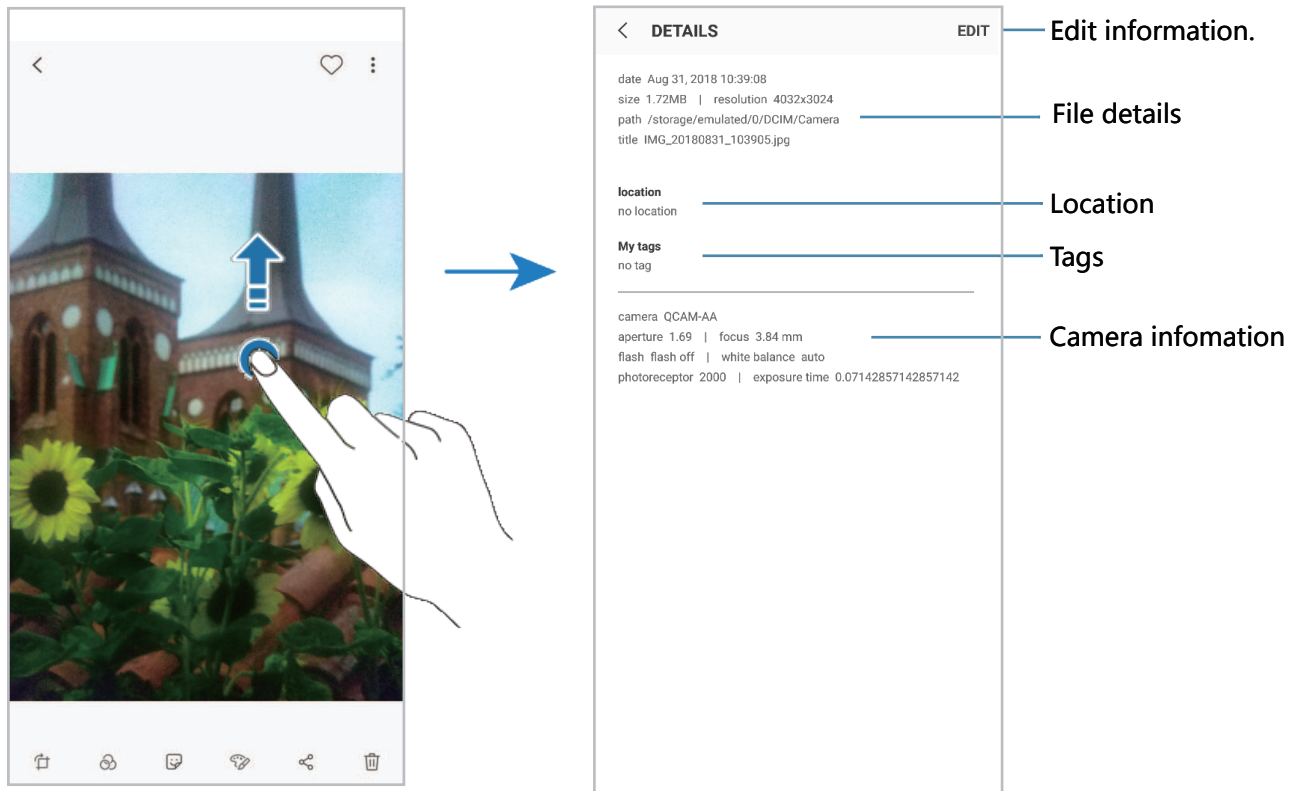 DETAILS EDIT
Edit information.
date Aug 31, 2018 10:39:08
size 1.72MB | resolution 4032x3024
path /storage/emulated/0/DCIM/Camera
File details
title IMG_20180831_103905.jpg
location
no location
Location
My tags
no tag
Tags
camera QCAM-AA
aperture 1.69 | focus 3.84 mm
Camera infomation
flash flash off | white balance auto
photoreceptor 2000 | exposure time 0.07142857142857142